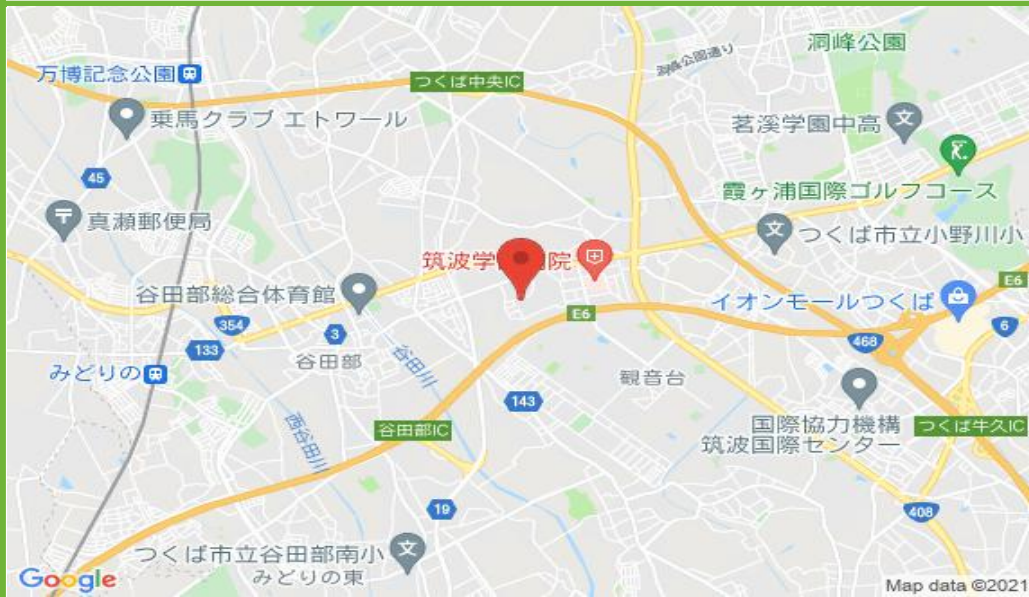 洞峰公園
洞峰公園通り
万博記念公園
つくば中央IC
乗馬クラブ エトワール
茗溪学園中高
45
霞ヶ浦国際ゴルフコース
真瀬郵便局
つくば市立小野川小
筑波学
院
谷田部総合体育館
E6
イオンモールつくば
E6
354
3
6
133
468
谷田部
谷田川
みどりの
観音台
143
国際協力機構
筑波国際センター
つくば牛久IC
谷田部IC
西谷田川
19
408
つくば市立谷田部南小
みどりの東
Google
Map data ©2021